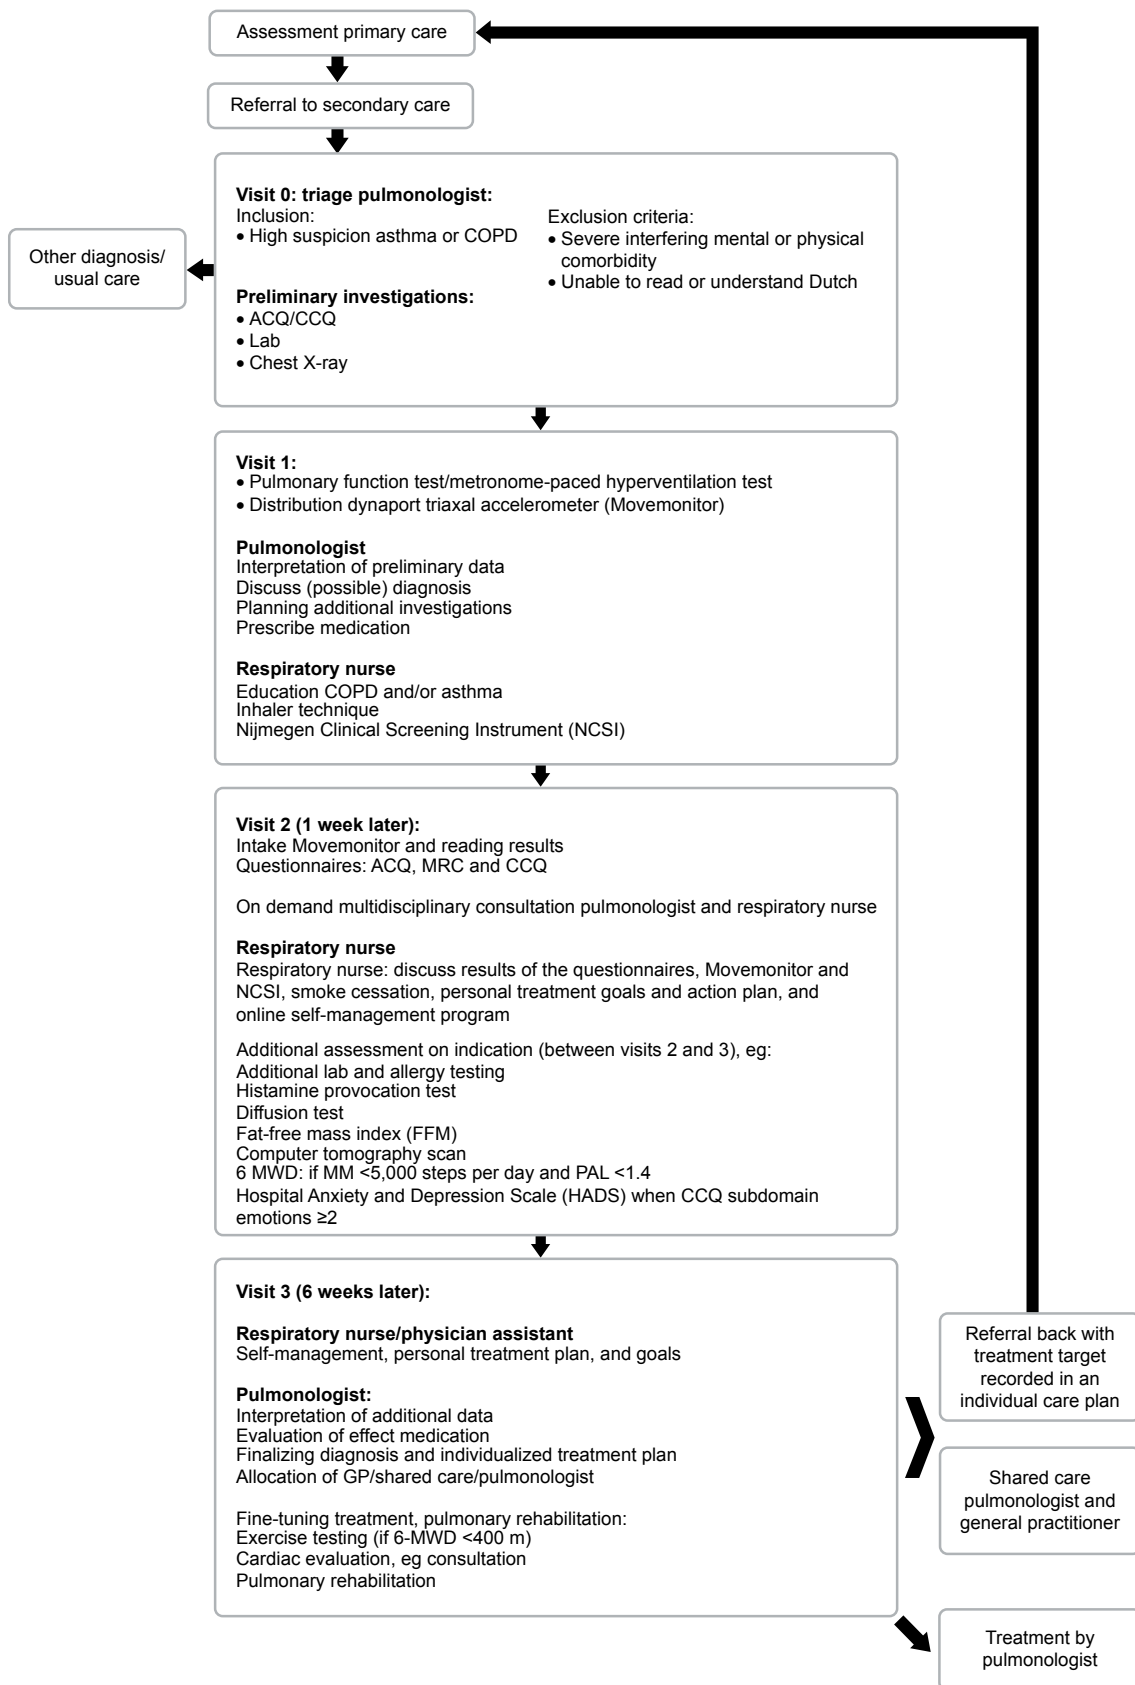 Assessment primary care
Referral to secondary care
Visit 0: triage pulmonologist:
Inclusion:
• High suspicion asthma or COPD
Exclusion criteria:
• Severe interfering mental or physical
comorbidity
• Unable to read or understand Dutch
Preliminary investigations:
• ACQ/CCQ
• Lab
• Chest X-ray
Other diagnosis/
usual care
Visit 1:
• Pulmonary function test/metronome-paced hyperventilation test
• Distribution dynaport triaxal accelerometer (Movemonitor)
Pulmonologist
Interpretation of preliminary data
Discuss (possible) diagnosis
Planning additional investigations
Prescribe medication
Respiratory nurse
Education COPD and/or asthma
Inhaler technique
Nijmegen Clinical Screening Instrument (NCSI)
Visit 2 (1 week later):
Intake Movemonitor and reading results
Questionnaires: ACQ, MRC and CCQ
On demand multidisciplinary consultation pulmonologist and respiratory nurse
Respiratory nurse
Respiratory nurse: discuss results of the questionnaires, Movemonitor and
NCSI, smoke cessation, personal treatment goals and action plan, and
online self-management program
Additional assessment on indication (between visits 2 and 3), eg:
Additional lab and allergy testing
Histamine provocation test
Diffusion test
Fat-free mass index (FFM)
Computer tomography scan
6 MWD: if MM <5,000 steps per day and PAL <1.4
Hospital Anxiety and Depression Scale (HADS) when CCQ subdomain
emotions ≥2
Visit 3 (6 weeks later):
Respiratory nurse/physician assistant
Self-management, personal treatment plan, and goals
Pulmonologist:
Interpretation of additional data
Evaluation of effect medication
Finalizing diagnosis and individualized treatment plan
Allocation of GP/shared care/pulmonologist
Fine-tuning treatment, pulmonary rehabilitation:
Exercise testing (if 6-MWD <400 m)
Cardiac evaluation, eg consultation
Pulmonary rehabilitation
Referral back with
treatment target
recorded in an
individual care plan
Shared care
pulmonologist and
general practitioner
Treatment by
pulmonologist